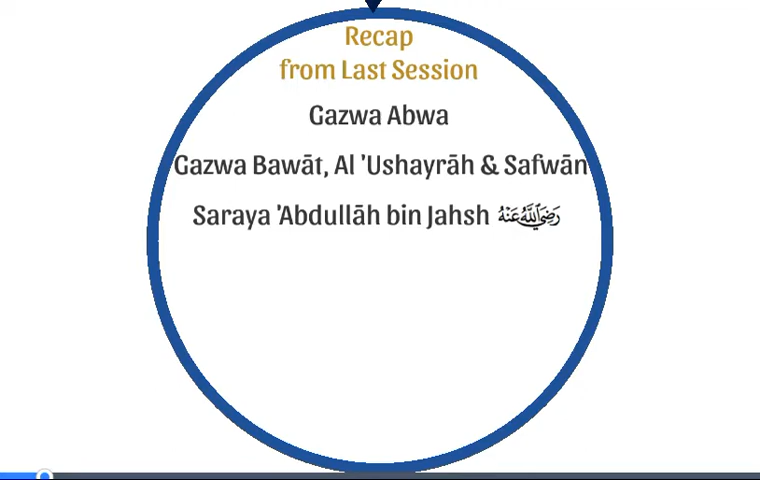 Recap
from Last Session
Gazwa Abwa
Gazwa Bawāt, Al 'Ushayrāh & Safwān
Saraya 'Abdullāh bin Jahsh رَضِيَ اللَّهُ عَنْهُ